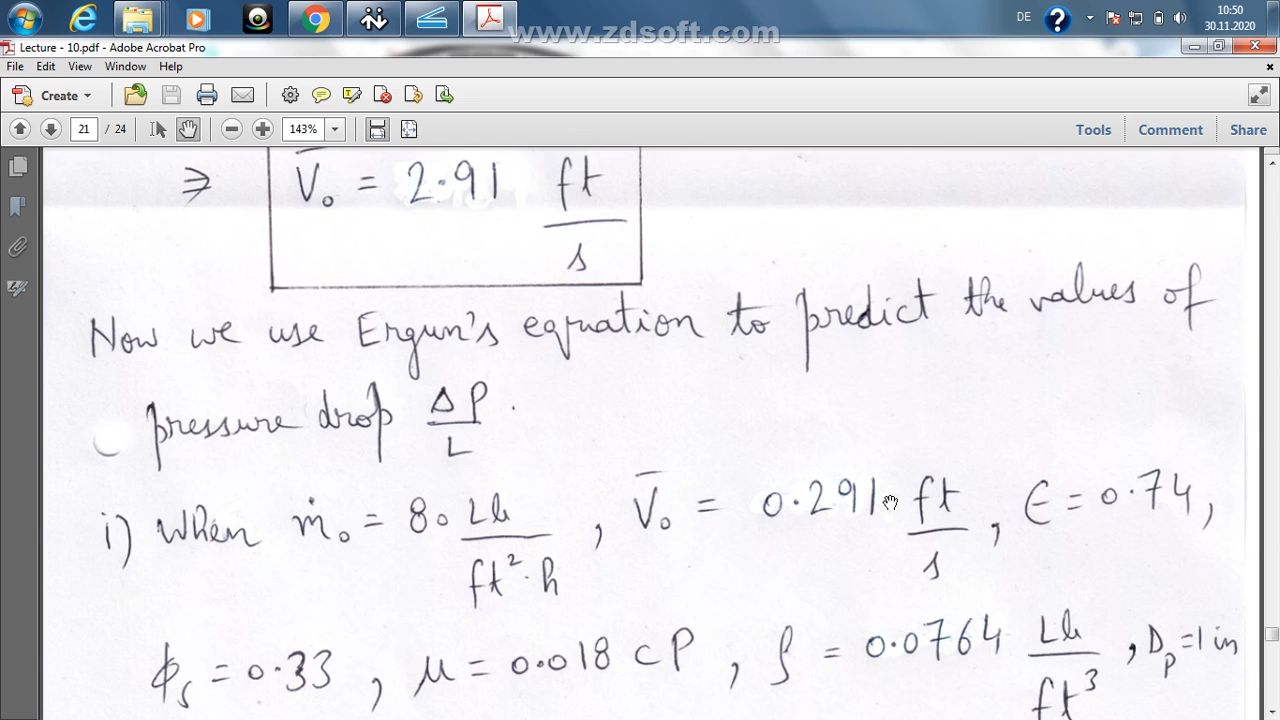 DE
10:50
30.11.2020
www.zdsoft.com
Lecture - 10.pdf - Adobe Acrobat Pro
File Edit View Window Help
Create
21 / 24 143% Tools Comment Share
⇒ V̄₀ = 2.91 ft/s
Now we use Ergun's equation to predict the values of
pressure drop ΔP/L.
i) When ṁ₀ = 80 Lb/ft²·h , V̄₀ = 0.291 ft/s , ϵ = 0.74,
ϕs = 0.33 , μ = 0.018 cP , ρ = 0.0764 Lb/ft³ , Dp = 1 in